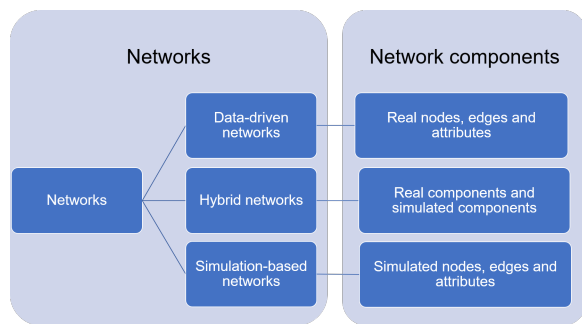 Networks
Network components
Data-driven
networks
Real nodes, edges and
attributes
Networks
Hybrid networks
Real components and
simulated components
Simulation-based
networks
Simulated nodes, edges and
attributes